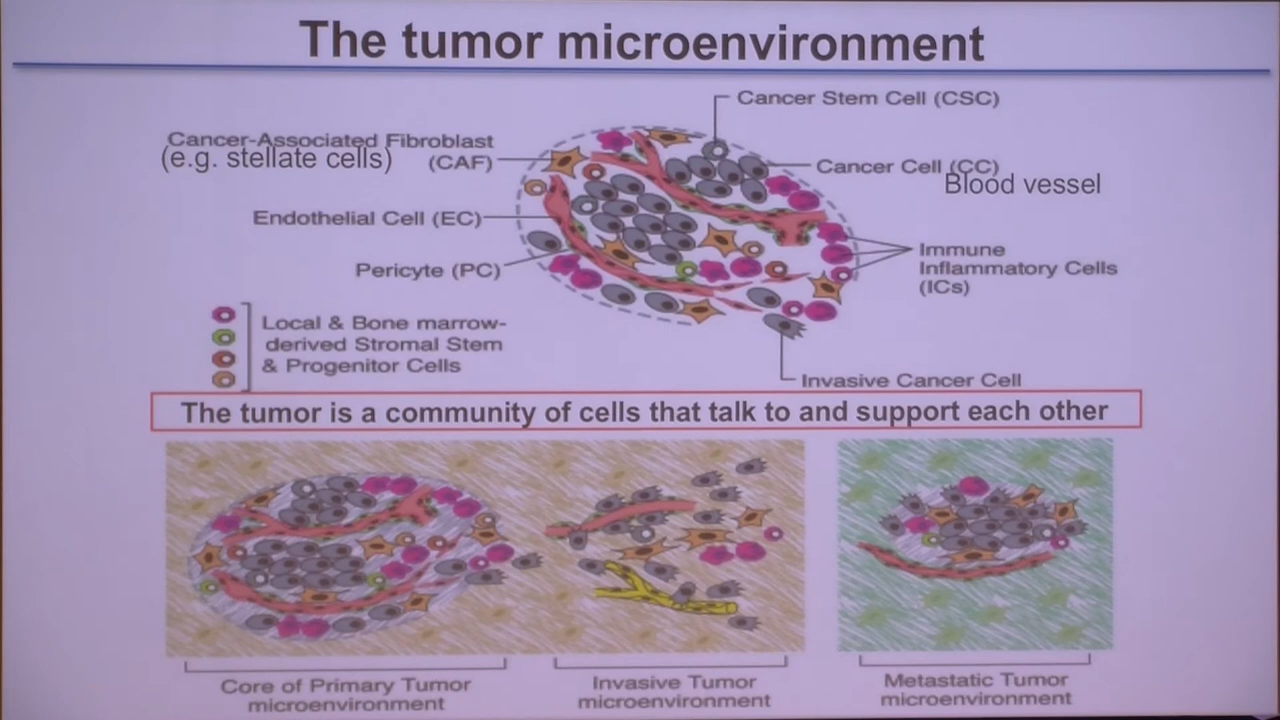 The tumor microenvironment
Cancer Stem Cell (CSC)
Cancer-Associated Fibroblast
(e.g. stellate cells) (CAF)
Cancer Cell (CC)
Blood vessel
Endothelial Cell (EC)
Immune
Inflammatory Cells
(ICs)
Pericyte (PC)
Local & Bone marrow-
derived Stromal Stem
& Progenitor Cells
Invasive Cancer Cell
The tumor is a community of cells that talk to and support each other
Core of Primary Tumor
microenvironment
Invasive Tumor
microenvironment
Metastatic Tumor
microenvironment